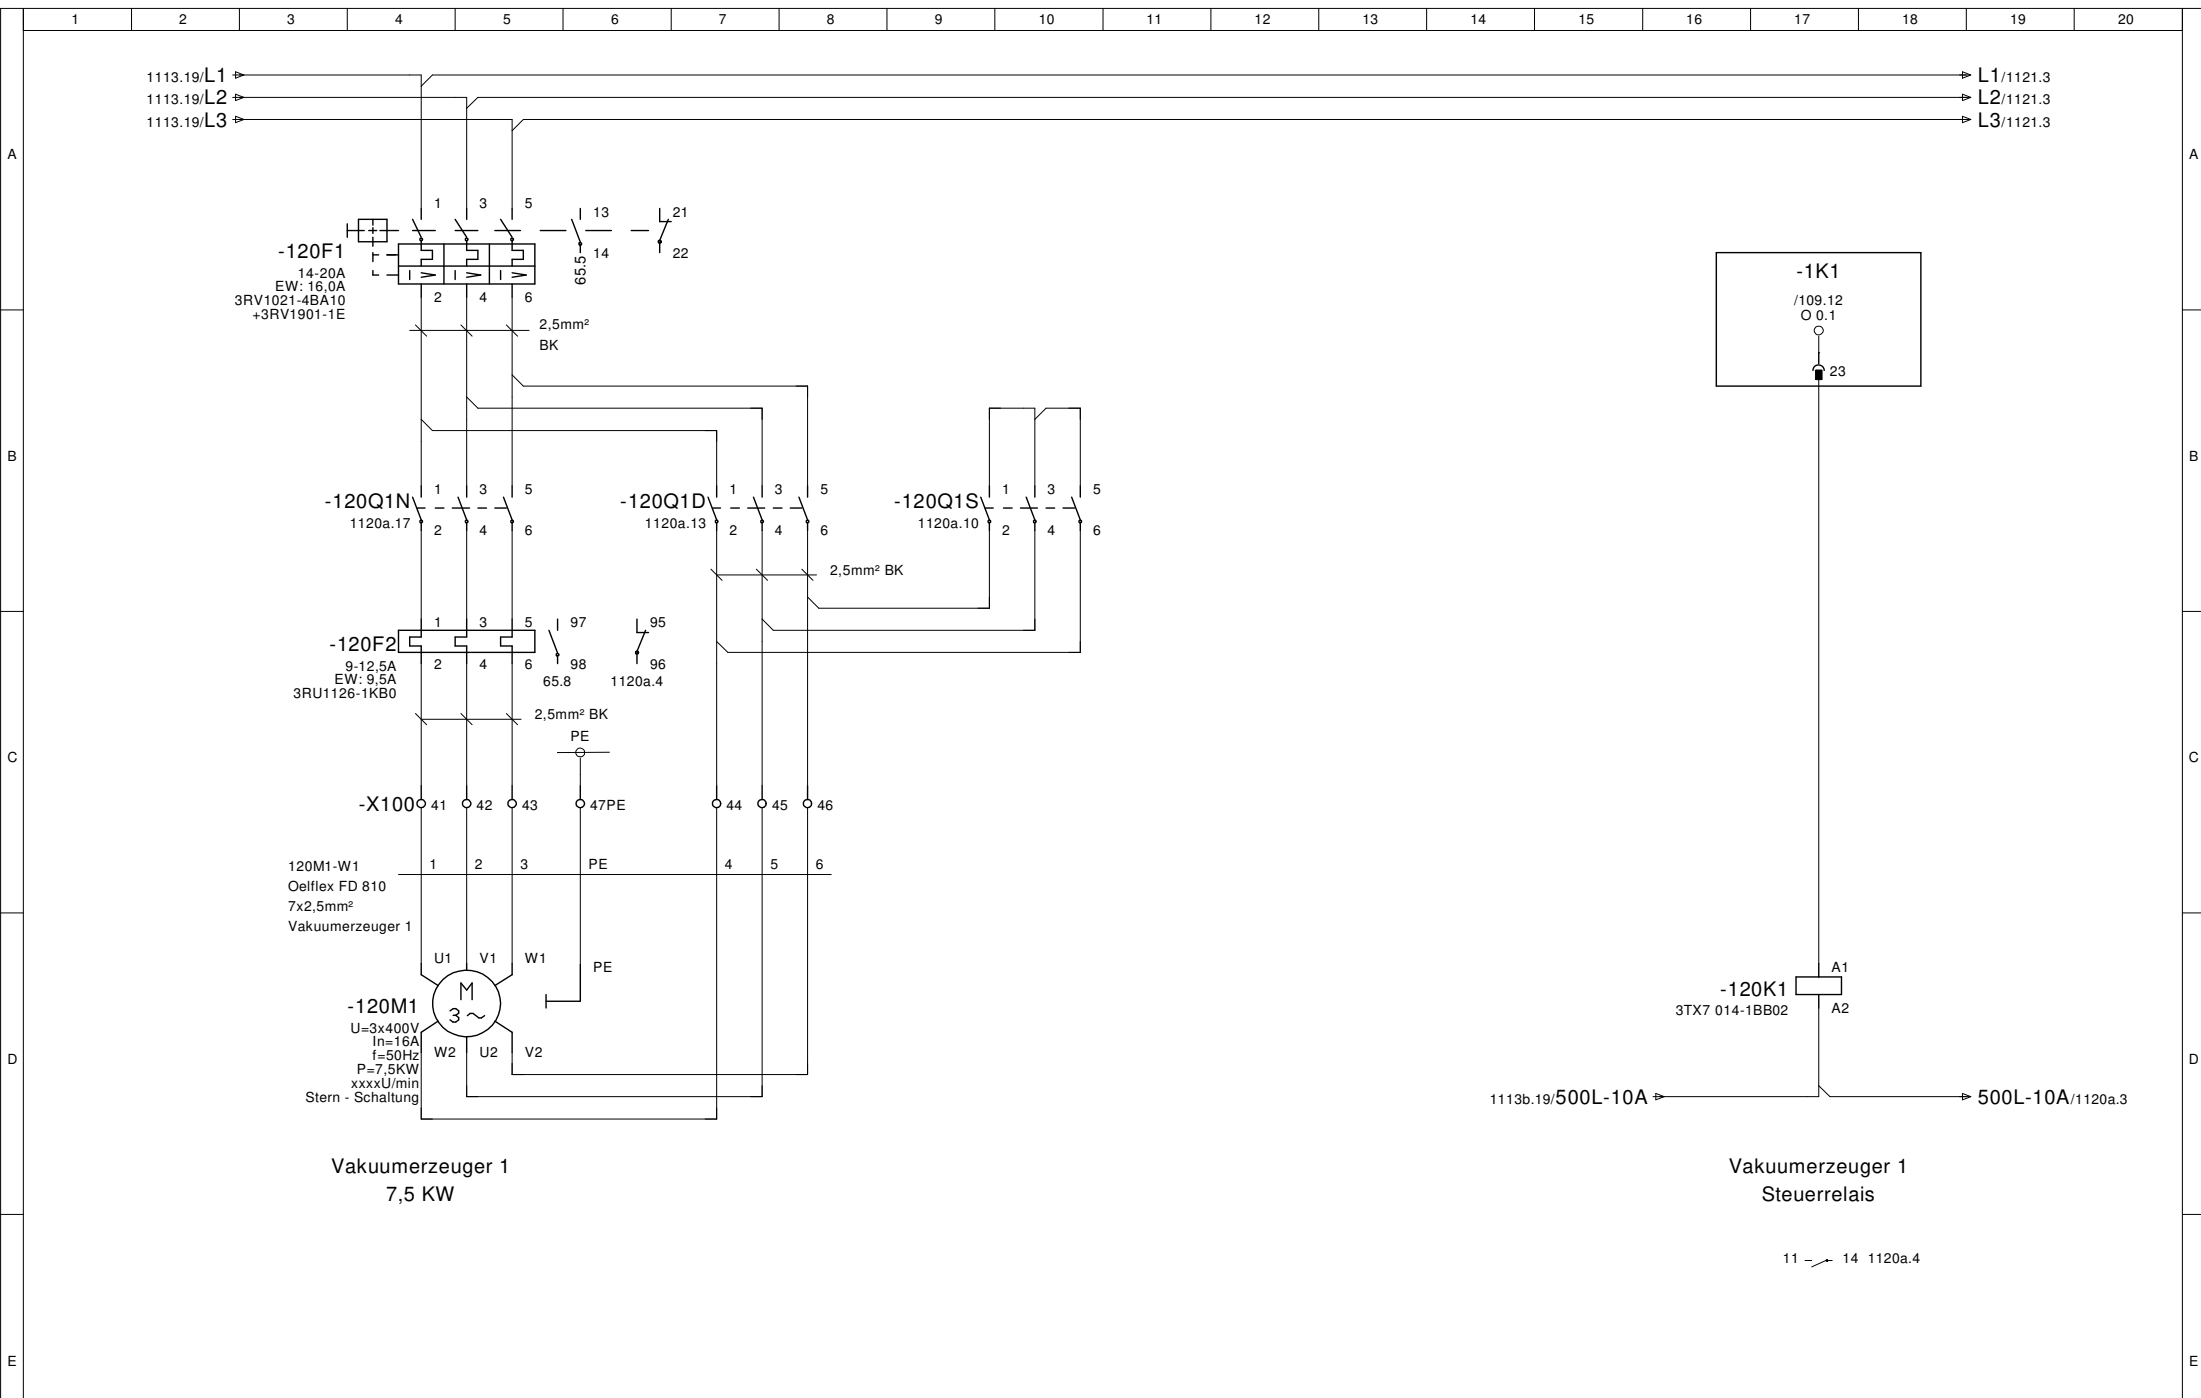 1 2 3 4 5 6 7 8 9 10 11 12 13 14 15 16 17 18 19 20
1113.19/L1 L1/1121.3
1113.19/L2 L2/1121.3
1113.19/L3 L3/1121.3
A A
1 3 5 13 21
-120F1 14 22
65.5
14-20A
EW: 16,0A
3RV1021-4BA10
+3RV1901-1E
I > I > I >
2 4 6
2,5mm²
BK
-1K1
/109.12
O 0.1
23
B B
-120Q1N 1 3 5
1120a.17 2 4 6
-120Q1D 1 3 5
1120a.13 2 4 6
-120Q1S 1 3 5
1120a.10 2 4 6
2,5mm² BK
1 3 5 97 95
-120F2
2 4 6 98 96
9-12,5A
EW: 9,5A
3RU1126-1KB0
65.8 1120a.4
2,5mm² BK
PE
C C
-X100 41 42 43 47PE 44 45 46
120M1-W1 1 2 3 PE 4 5 6
Oelflex FD 810
7x2,5mm²
Vakuumerzeuger 1
U1 V1 W1 PE
-120M1
M
3 ~
U=3x400V
In=16A
f=50Hz
P=7,5KW
xxxxU/min
Stern - Schaltung
W2 U2 V2
A1
-120K1
3TX7 014-1BB02 A2
D D
1113b.19/500L-10A 500L-10A/1120a.3
Vakuumerzeuger 1
7,5 KW
Vakuumerzeuger 1
Steuerrelais
11 14 1120a.4
E E